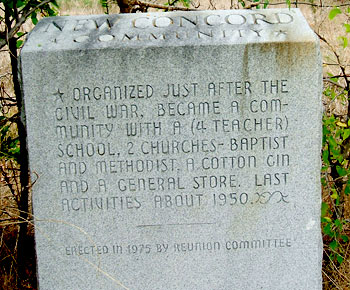 NEW CONCORD
★ COMMUNITY ★
★ ORGANIZED JUST AFTER THE
CIVIL WAR, BECAME A COM-
MUNITY WITH A (4 TEACHER)
SCHOOL, 2 CHURCHES - BAPTIST
AND METHODIST, A COTTON GIN
AND A GENERAL STORE. LAST
ACTIVITIES ABOUT 1950.
ERECTED IN 1975 BY REUNION COMMITTEE